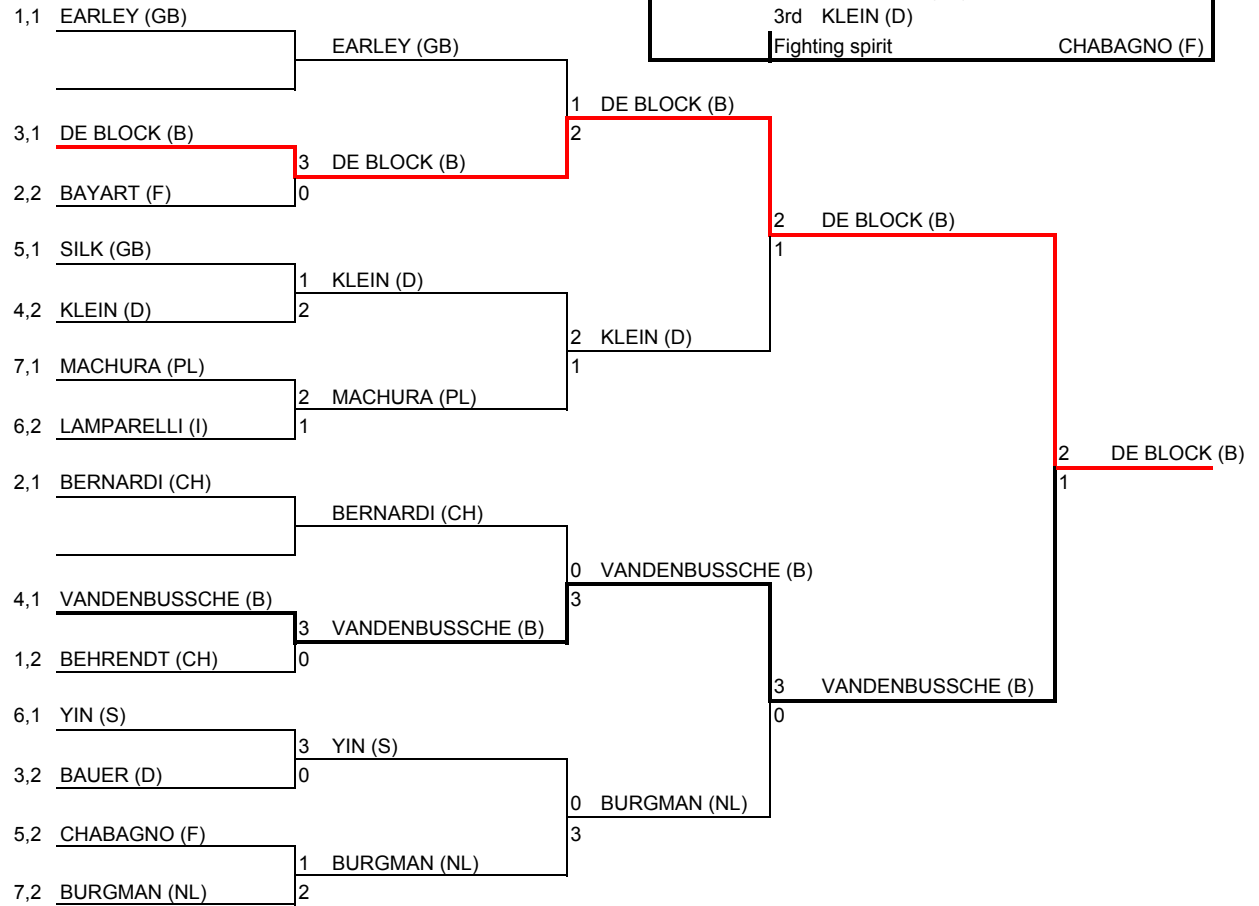 1,1 EARLEY (GB)
3rd KLEIN (D)
EARLEY (GB)
Fighting spirit CHABAGNO (F)
1 DE BLOCK (B)
3,1 DE BLOCK (B)
2
3 DE BLOCK (B)
2,2 BAYART (F)
0
2 DE BLOCK (B)
5,1 SILK (GB)
1
1 KLEIN (D)
4,2 KLEIN (D)
2
2 KLEIN (D)
7,1 MACHURA (PL)
1
2 MACHURA (PL)
6,2 LAMPARELLI (I)
1
2 DE BLOCK (B)
2,1 BERNARDI (CH)
1
BERNARDI (CH)
0 VANDENBUSSCHE (B)
4,1 VANDENBUSSCHE (B)
3
3 VANDENBUSSCHE (B)
1,2 BEHRENDT (CH)
0
3 VANDENBUSSCHE (B)
6,1 YIN (S)
0
3 YIN (S)
3,2 BAUER (D)
0
0 BURGMAN (NL)
5,2 CHABAGNO (F)
3
1 BURGMAN (NL)
7,2 BURGMAN (NL)
2